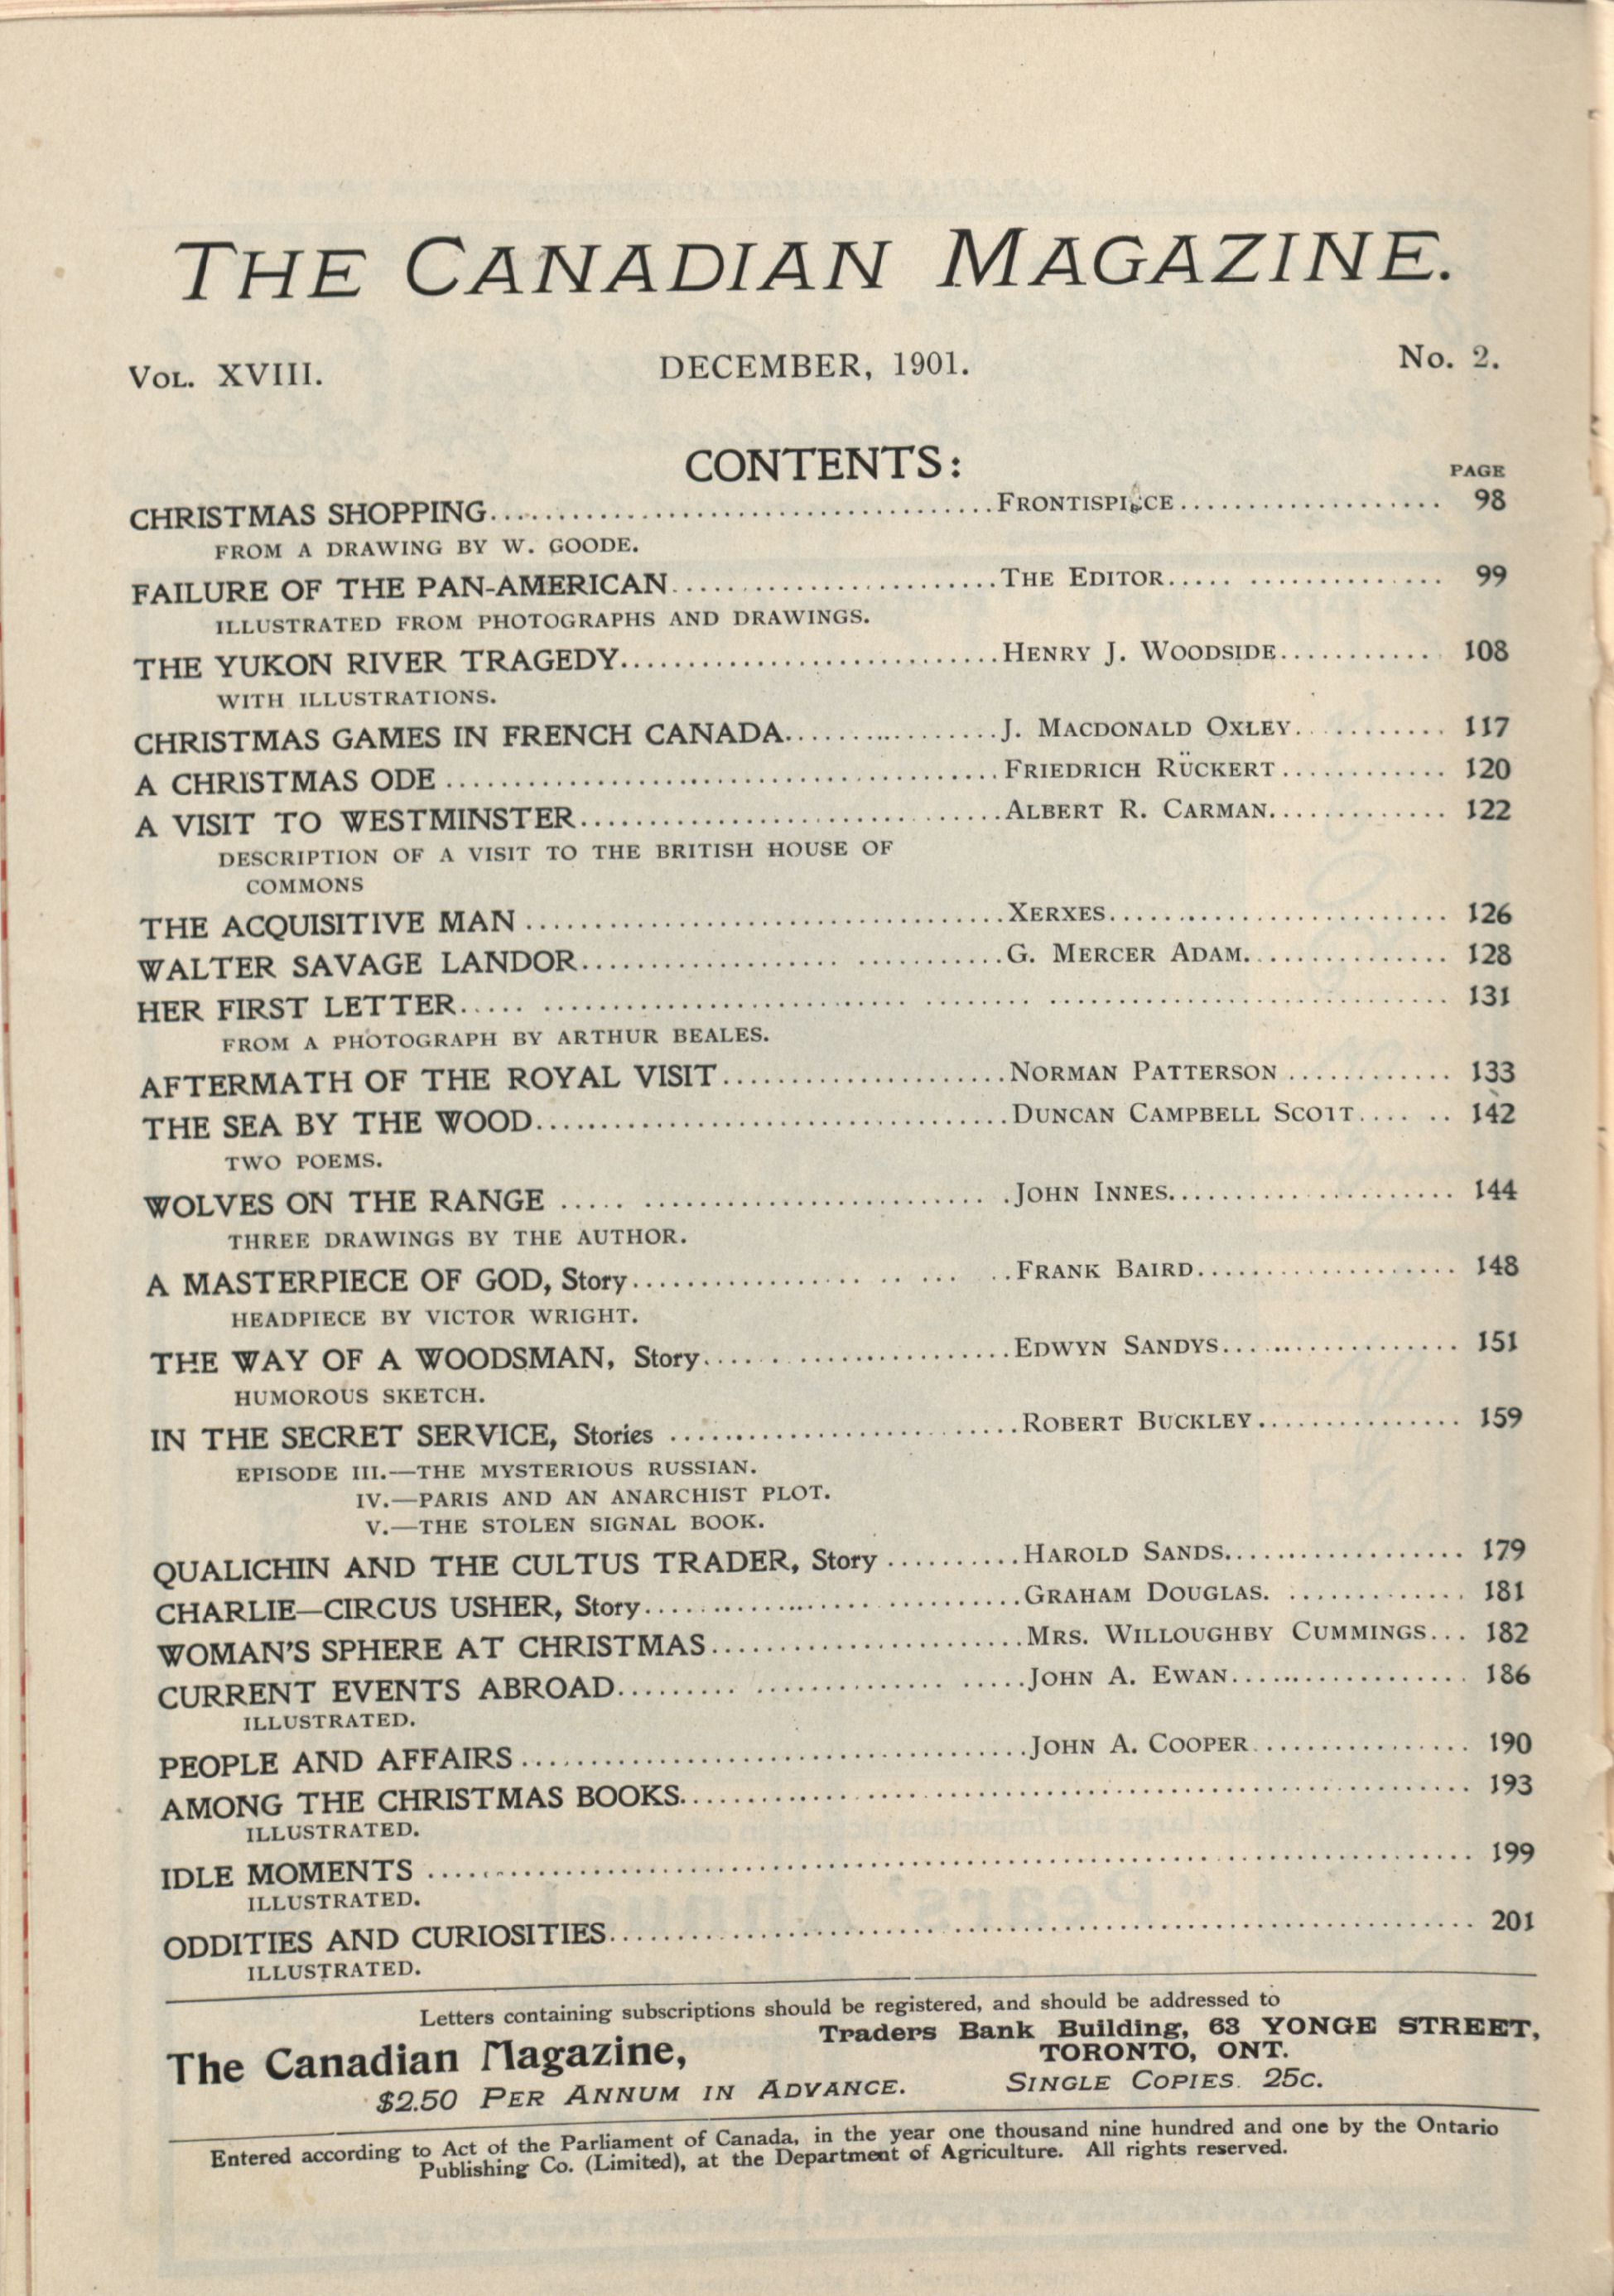 THE CANADIAN MAGAZINE.
VOL. XVIII. DECEMBER, 1901. No. 2.
CONTENTS:
PAGE
CHRISTMAS SHOPPING........FRONTISPIECE........ 98
FROM A DRAWING BY W. GOODE.
FAILURE OF THE PAN-AMERICAN........THE EDITOR........ 99
ILLUSTRATED FROM PHOTOGRAPHS AND DRAWINGS.
THE YUKON RIVER TRAGEDY........HENRY J. WOODSIDE........ 108
WITH ILLUSTRATIONS.
CHRISTMAS GAMES IN FRENCH CANADA........J. MACDONALD OXLEY........ 117
A CHRISTMAS ODE........FRIEDRICH RÜCKERT........ 120
A VISIT TO WESTMINSTER........ALBERT R. CARMAN........ 122
DESCRIPTION OF A VISIT TO THE BRITISH HOUSE OF
COMMONS
THE ACQUISITIVE MAN........XERXES........ 126
WALTER SAVAGE LANDOR........G. MERCER ADAM........ 128
HER FIRST LETTER........ 131
FROM A PHOTOGRAPH BY ARTHUR BEALES.
AFTERMATH OF THE ROYAL VISIT........NORMAN PATTERSON........ 133
THE SEA BY THE WOOD........DUNCAN CAMPBELL SCOTT........ 142
TWO POEMS.
WOLVES ON THE RANGE........JOHN INNES........ 144
THREE DRAWINGS BY THE AUTHOR.
A MASTERPIECE OF GOD, Story........FRANK BAIRD........ 148
HEADPIECE BY VICTOR WRIGHT.
THE WAY OF A WOODSMAN, Story........EDWYN SANDYS........ 151
HUMOROUS SKETCH.
IN THE SECRET SERVICE, Stories........ROBERT BUCKLEY........ 159
EPISODE III.—THE MYSTERIOUS RUSSIAN.
IV.—PARIS AND AN ANARCHIST PLOT.
V.—THE STOLEN SIGNAL BOOK.
QUALICHIN AND THE CULTUS TRADER, Story........HAROLD SANDS........ 179
CHARLIE—CIRCUS USHER, Story........GRAHAM DOUGLAS........ 181
WOMAN'S SPHERE AT CHRISTMAS........MRS. WILLOUGHBY CUMMINGS... 182
CURRENT EVENTS ABROAD........JOHN A. EWAN........ 186
ILLUSTRATED.
PEOPLE AND AFFAIRS........JOHN A. COOPER........ 190
AMONG THE CHRISTMAS BOOKS........ 193
ILLUSTRATED.
IDLE MOMENTS........ 199
ILLUSTRATED.
ODDITIES AND CURIOSITIES........ 201
ILLUSTRATED.
Letters containing subscriptions should be registered, and should be addressed to
The Canadian Magazine, Traders Bank Building, 63 YONGE STREET,
TORONTO, ONT.
$2.50 PER ANNUM IN ADVANCE. SINGLE COPIES. 25C.
Entered according to Act of the Parliament of Canada, in the year one thousand nine hundred and one by the Ontario
Publishing Co. (Limited), at the Department of Agriculture. All rights reserved.